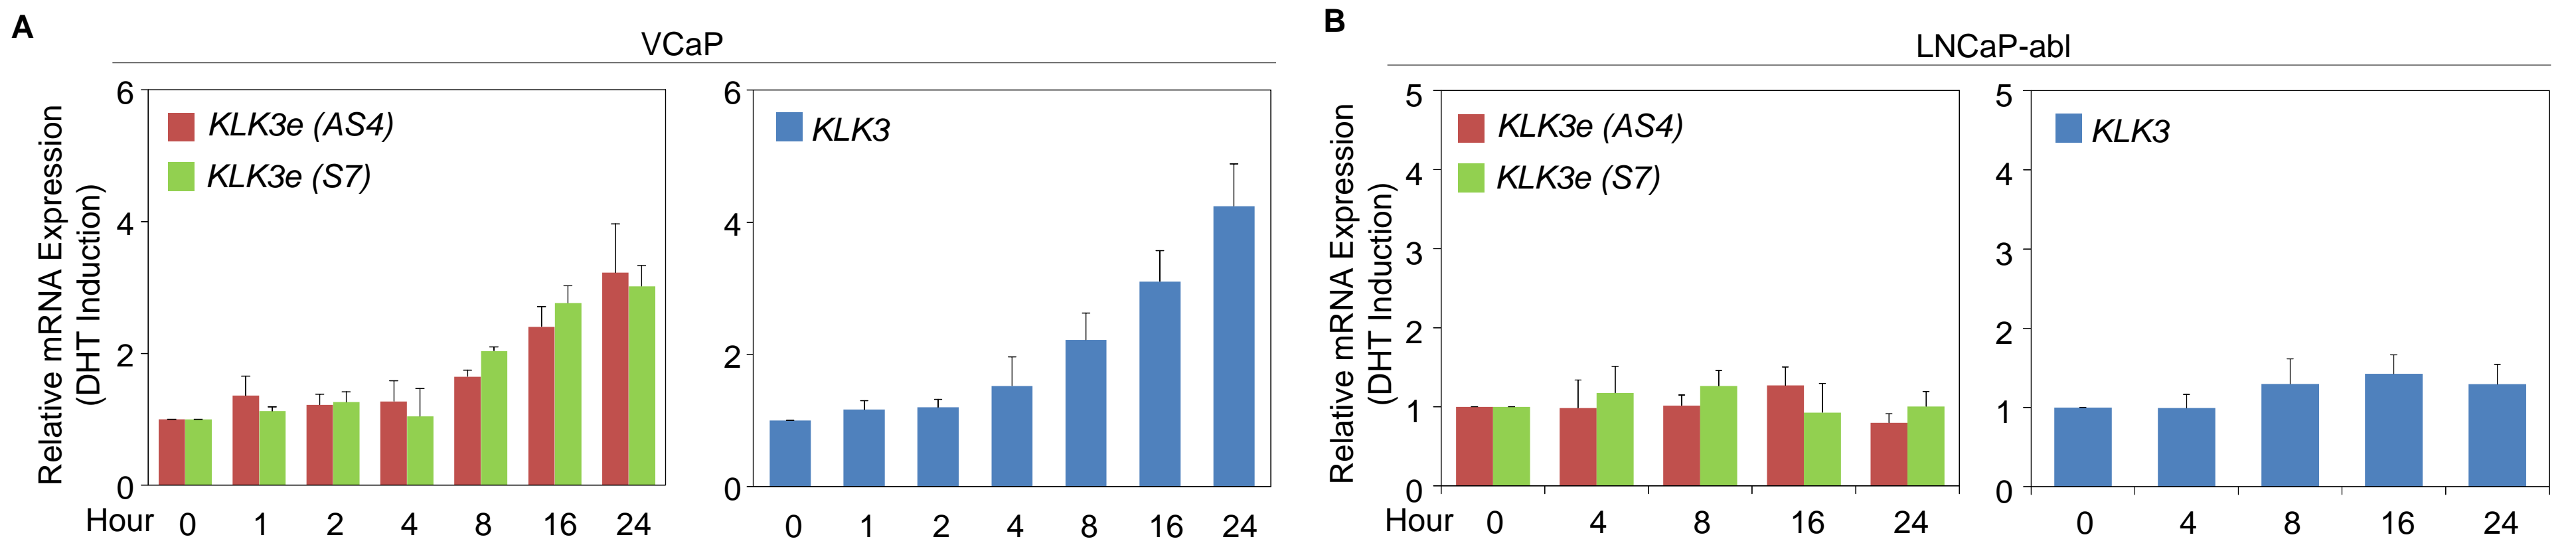 A
VCaP
Relative mRNA Expression
(DHT Induction)
6
4
2
0
KLK3e (AS4)
KLK3e (S7)
Hour 0 1 2 4 8 16 24
6
4
2
0
KLK3
0 1 2 4 8 16 24
B
LNCaP-abl
Relative mRNA Expression
(DHT Induction)
5
4
3
2
1
0
KLK3e (AS4)
KLK3e (S7)
Hour 0 4 8 16 24
5
4
3
2
1
0
KLK3
0 4 8 16 24